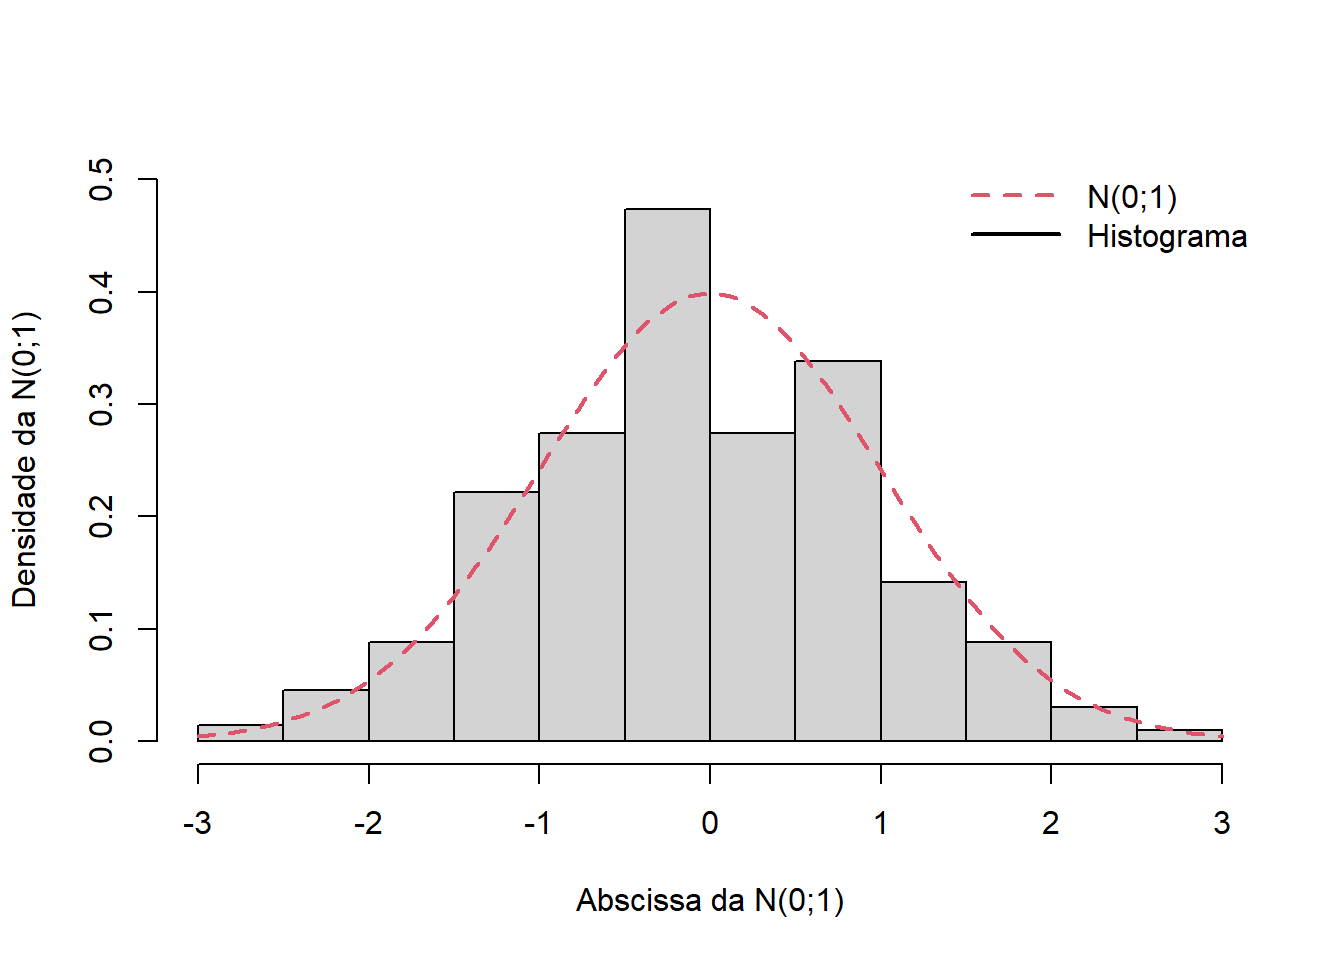 N(0;1)
Histograma
Densidade da N(0;1)
0.5
0.4
0.3
0.2
0.1
0.0
-3 -2 -1 0 1 2 3
Abscissa da N(0;1)